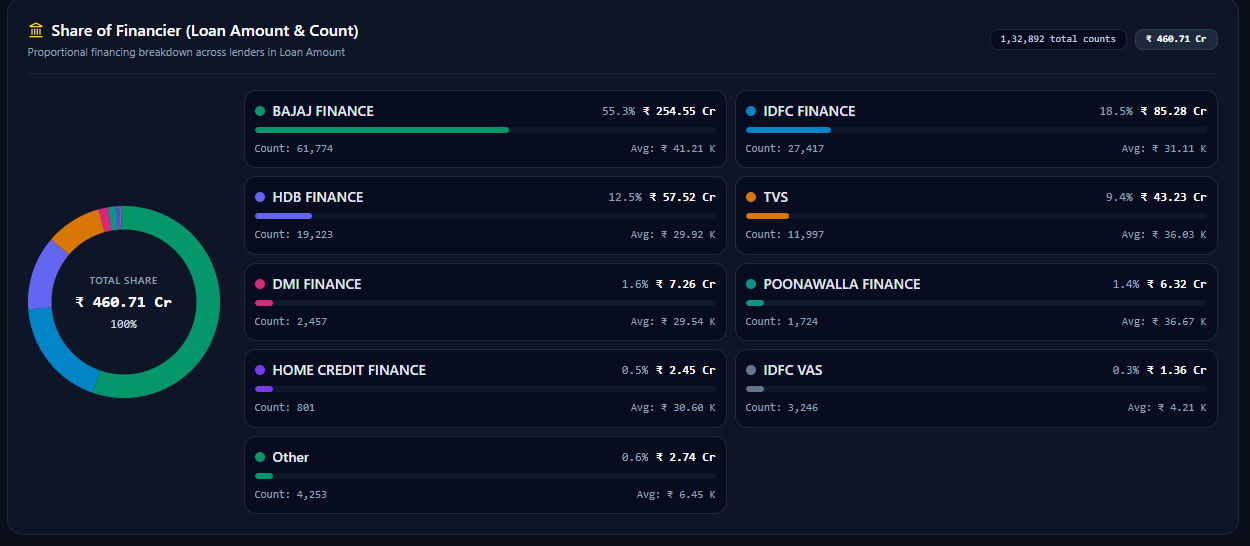 Share of Financier (Loan Amount & Count)
Proportional financing breakdown across lenders in Loan Amount
1,32,892 total counts
₹ 460.71 Cr
TOTAL SHARE
₹ 460.71 Cr
100%
BAJAJ FINANCE 55.3% ₹ 254.55 Cr
Count: 61,774 Avg: ₹ 41.21 K
IDFC FINANCE 18.5% ₹ 85.28 Cr
Count: 27,417 Avg: ₹ 31.11 K
HDB FINANCE 12.5% ₹ 57.52 Cr
Count: 19,223 Avg: ₹ 29.92 K
TVS 9.4% ₹ 43.23 Cr
Count: 11,997 Avg: ₹ 36.03 K
DMI FINANCE 1.6% ₹ 7.26 Cr
Count: 2,457 Avg: ₹ 29.54 K
POONAWALLA FINANCE 1.4% ₹ 6.32 Cr
Count: 1,724 Avg: ₹ 36.67 K
HOME CREDIT FINANCE 0.5% ₹ 2.45 Cr
Count: 801 Avg: ₹ 30.60 K
IDFC VAS 0.3% ₹ 1.36 Cr
Count: 3,246 Avg: ₹ 4.21 K
Other 0.6% ₹ 2.74 Cr
Count: 4,253 Avg: ₹ 6.45 K